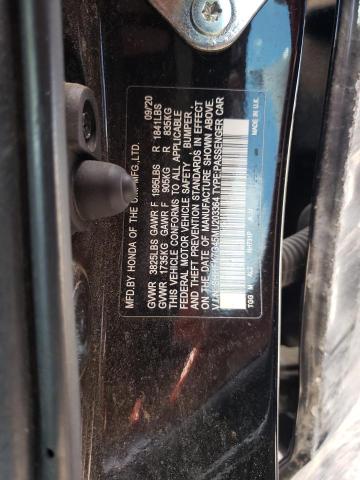 MFD.BY HONDA OF THE U.K.MFG.,LTD. 09/20
GVWR 3825LBS GAWR F 1995LBS R 1841LBS
GVWR 1735KG GAWR F 905KG R 835KG
THIS VEHICLE CONFORMS TO ALL APPLICABLE
FEDERAL MOTOR VEHICLE SAFETY , BUMPER ,
AND THEFT PREVENTION STANDARDS IN EFFECT
ON THE DATE OF MANUFACTURE SHOWN ABOVE.
TYPE:PASSENGER CAR
TGG M
MADE IN U.K.